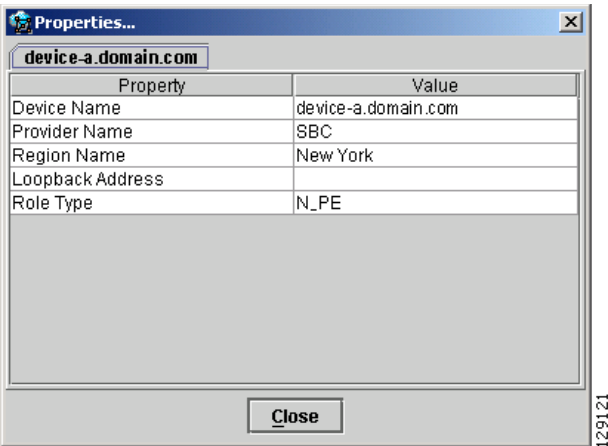 Properties...
device-a.domain.com
Property Value
Device Name device-a.domain.com
Provider Name SBC
Region Name New York
Loopback Address
Role Type N_PE
Close
129121